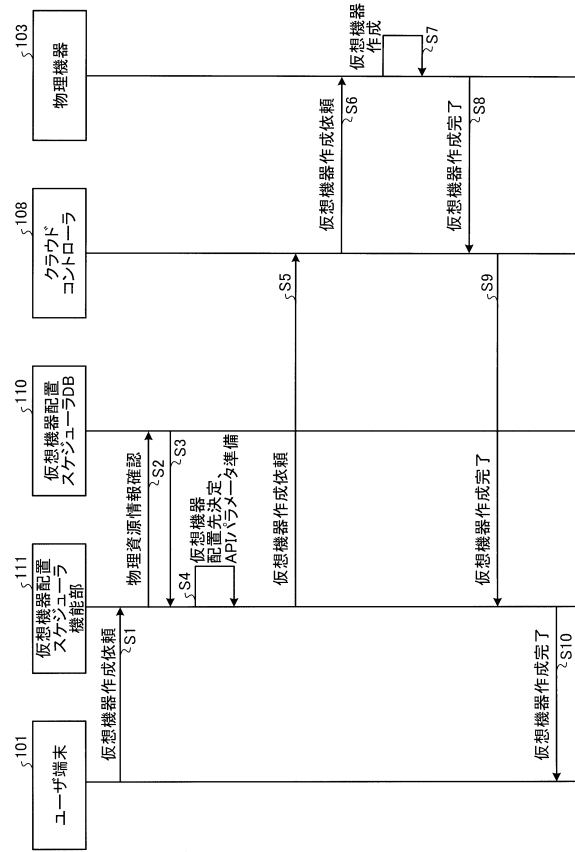 101
ユーザ端末
111
仮想機器配置
スケジューラ
機能部
110
仮想機器配置
スケジューラDB
108
クラウド
コントローラ
103
物理機器
仮想機器作成依頼
S1
物理資源情報確認
S2
S3
S4
仮想機器
配置先決定、
APIパラメータ準備
仮想機器作成依頼
S5
仮想機器作成依頼
S6
仮想機器
作成
S7
仮想機器作成完了
S8
仮想機器作成完了
S9
仮想機器作成完了
S10